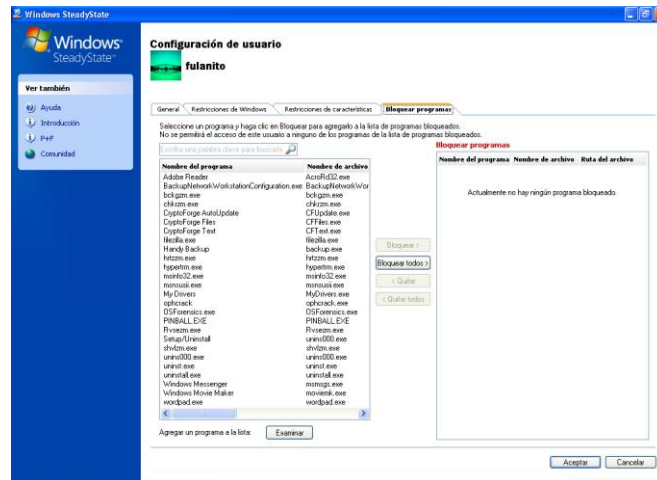 Windows SteadyState
Windows
SteadyState
Ver también
Ayuda
Introducción
P+F
Comunidad
Configuración de usuario
fulanito
General Restricciones de Windows Restricciones de características Bloquear programas
Seleccione un programa y haga clic en Bloquear para agregarlo a la lista de programas bloqueados.
No se permitirá el acceso de este usuario a ninguno de los programas de la lista de programas bloqueados.
Escriba una palabra clave para buscarla
Nombre del programa Nombre de archivo
Adobe Reader AcroRd32.exe
BackupNetworkWorkstationConfiguration.exe BackupNetworkWor
bckgzm.exe bckgzm.exe
chkrzm.exe chkrzm.exe
CryptoForge AutoUpdate CFUpdate.exe
CryptoForge Files CFFiles.exe
CryptoForge Text CFText.exe
filezilla.exe filezilla.exe
Handy Backup backup.exe
hrtzzm.exe hrtzzm.exe
hypertrm.exe hypertrm.exe
msinfo32.exe msinfo32.exe
msnsusii.exe msnsusii.exe
My Drivers MyDrivers.exe
ophcrack ophcrack.exe
OSForensics.exe OSForensics.exe
PINBALL.EXE PINBALL.EXE
Rvsezm.exe Rvsezm.exe
Setup/Uninstall unins000.exe
shvlzm.exe shvlzm.exe
unins000.exe unins000.exe
uninst.exe uninst.exe
uninstall.exe uninstall.exe
Windows Messenger msmsgs.exe
Windows Movie Maker moviemk.exe
wordpad.exe wordpad.exe
Agregar un programa a la lista: Examinar
Bloquear >
Bloquear todos >
< Quitar
< Quitar todos
Bloquear programas
Nombre del programa Nombre de archivo Ruta del archivo
Actualmente no hay ningún programa bloqueado.
Aceptar Cancelar